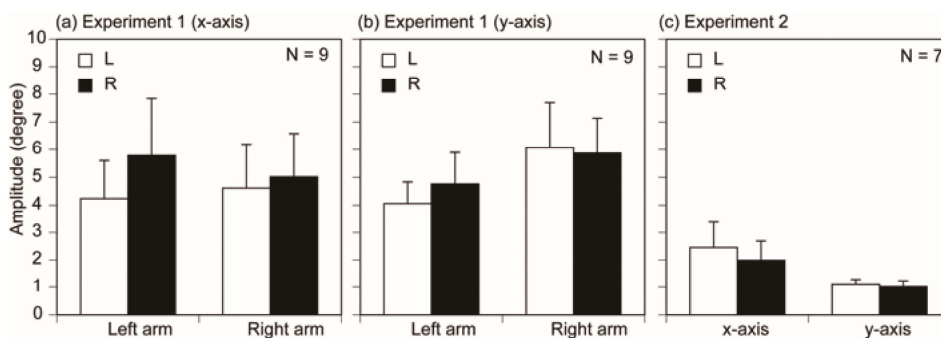 (a) Experiment 1 (x-axis)
(b) Experiment 1 (y-axis)
(c) Experiment 2
Amplitude (degree)
10
9
8
7
6
5
4
3
2
1
0
L
R
N = 9
Left arm
Right arm
L
R
N = 9
Left arm
Right arm
L
R
N = 7
x-axis
y-axis